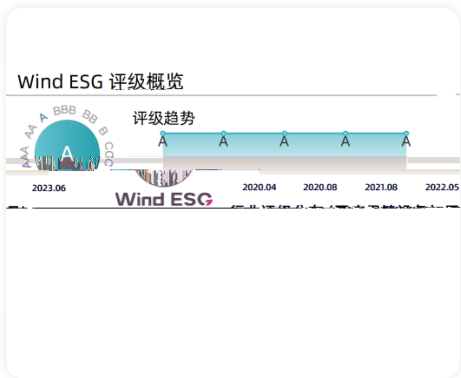 Wind ESG 评级概览
AAA AA A BBB BB B CCC
A
评级趋势
A A A A A
2023.06
2020.04 2020.08 2021.08 2022.05
Wind ESG